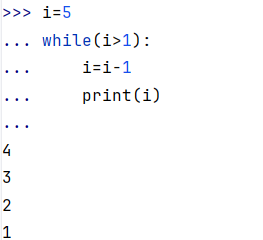 >>> i=5
... while(i>1):
...     i=i-1
...     print(i)
...
4
3
2
1